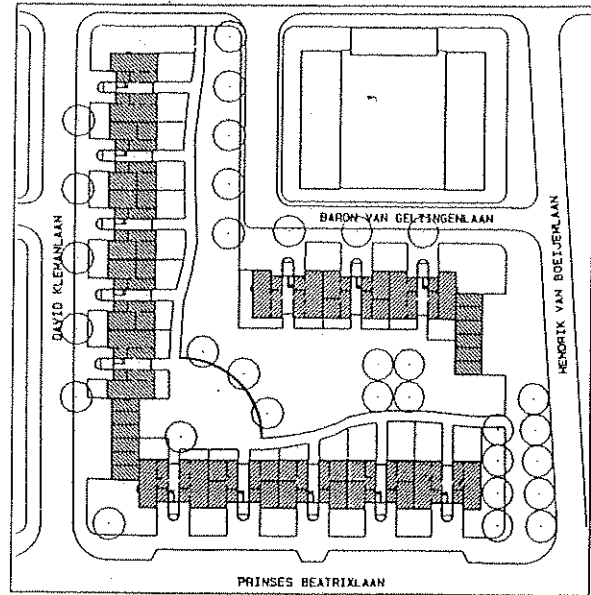 BARON VAN GELTINGENLAAN
DAVID KLEMANLAAN
HENDRIK VAN BOEIJENLAAN
PRINSES BEATRIXLAAN